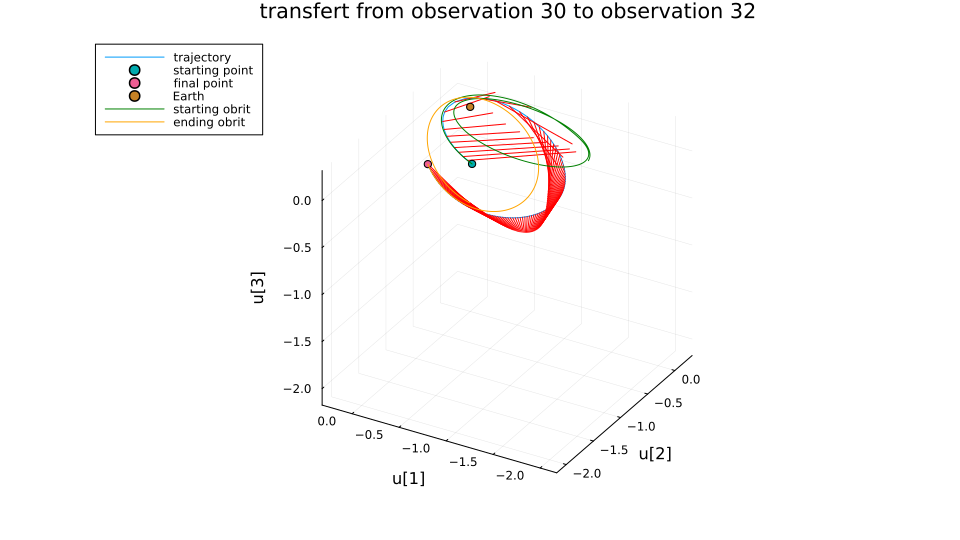 transfert from observation 30 to observation 32
trajectory
starting point
final point
Earth
starting obrit
ending obrit
0.0
−0.5
−1.0
−1.5
−2.0
u[3]
0.0
−0.5
−1.0
−1.5
−2.0
u[1]
0.0
−0.5
−1.0
−1.5
−2.0
u[2]